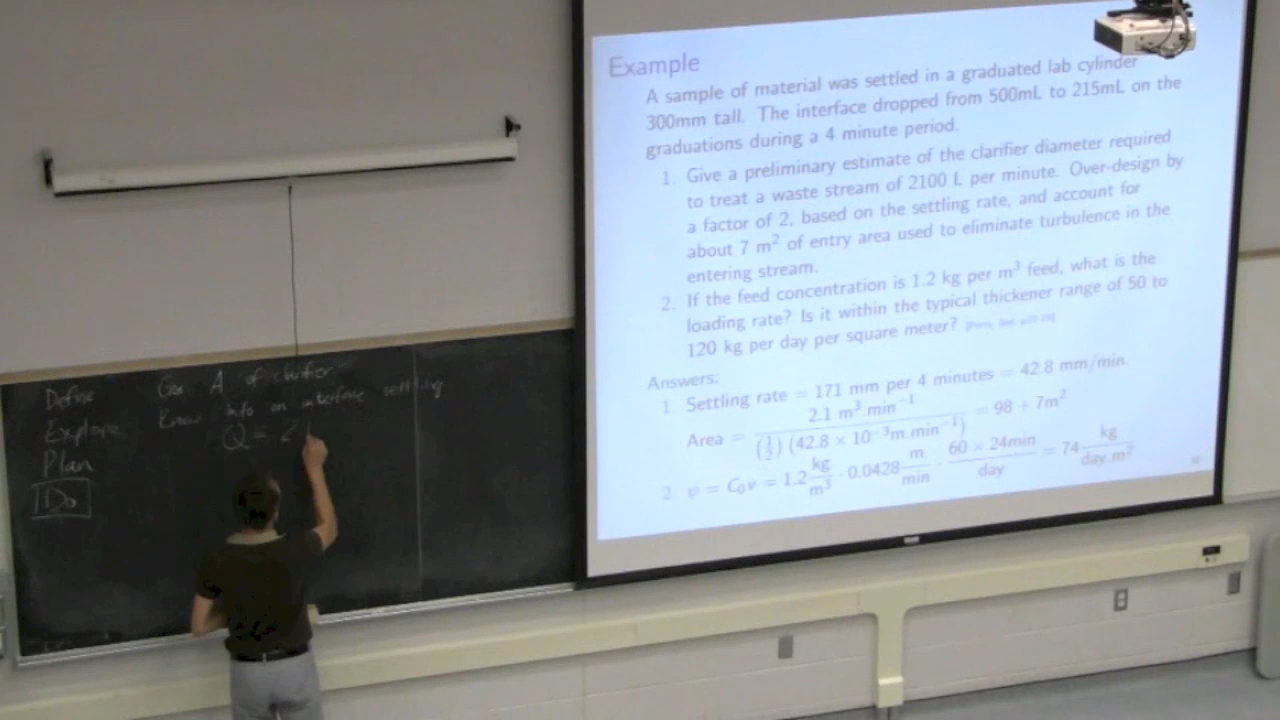 Define
Explore
Plan
Do
A of clarifier
Know info on interface settling
Q = 2
Example
A sample of material was settled in a graduated lab cylinder
300mm tall. The interface dropped from 500mL to 215mL on the
graduations during a 4 minute period.
1. Give a preliminary estimate of the clarifier diameter required
to treat a waste stream of 2100 L per minute. Over-design by
a factor of 2, based on the settling rate, and account for
about 7 m² of entry area used to eliminate turbulence in the
entering stream.
2. If the feed concentration is 1.2 kg per m³ feed, what is the
loading rate? Is it within the typical thickener range of 50 to
120 kg per day per square meter?
Answers:
1. Settling rate = 171 mm per 4 minutes = 42.8 mm/min
Area = 2.1 m³.min⁻¹ / (½) (42.8 × 10⁻³m.min⁻¹) = 98 + 7m²
2. ψ = C₀v = 1.2 kg/m³ · 0.0428 m/min · 60 × 24min/day = 74 kg/day.m²